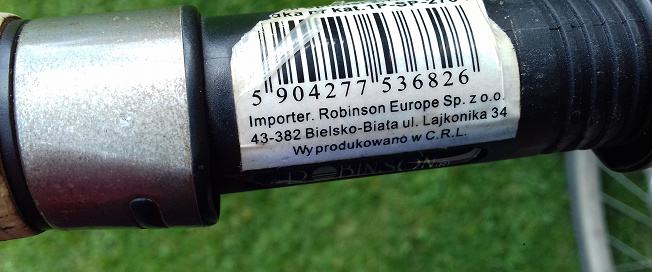 5 904277 536826
Importer. Robinson Europe Sp. z o.o.
43-382 Bielsko-Biała ul. Lajkonika 34
Wyprodukowano w C.R.L.
ROBINSON